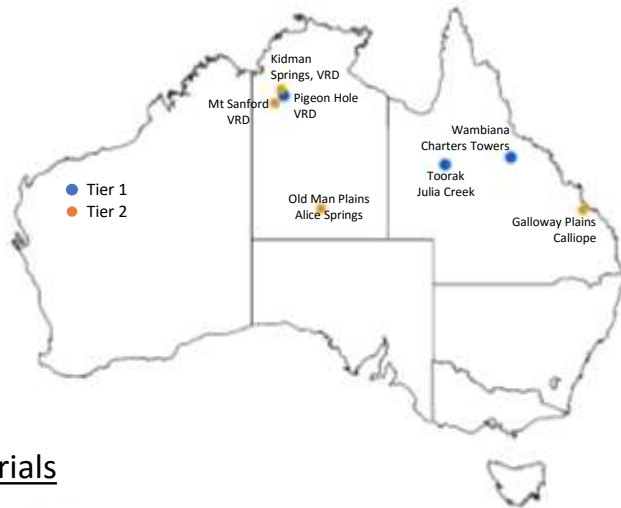 Kidman
Springs, VRD
Mt Sanford
VRD
Pigeon Hole
VRD
Wambiana
Charters Towers
Toorak
Julia Creek
Tier 1
Tier 2
Old Man Plains
Alice Springs
Galloway Plains
Calliope
rials